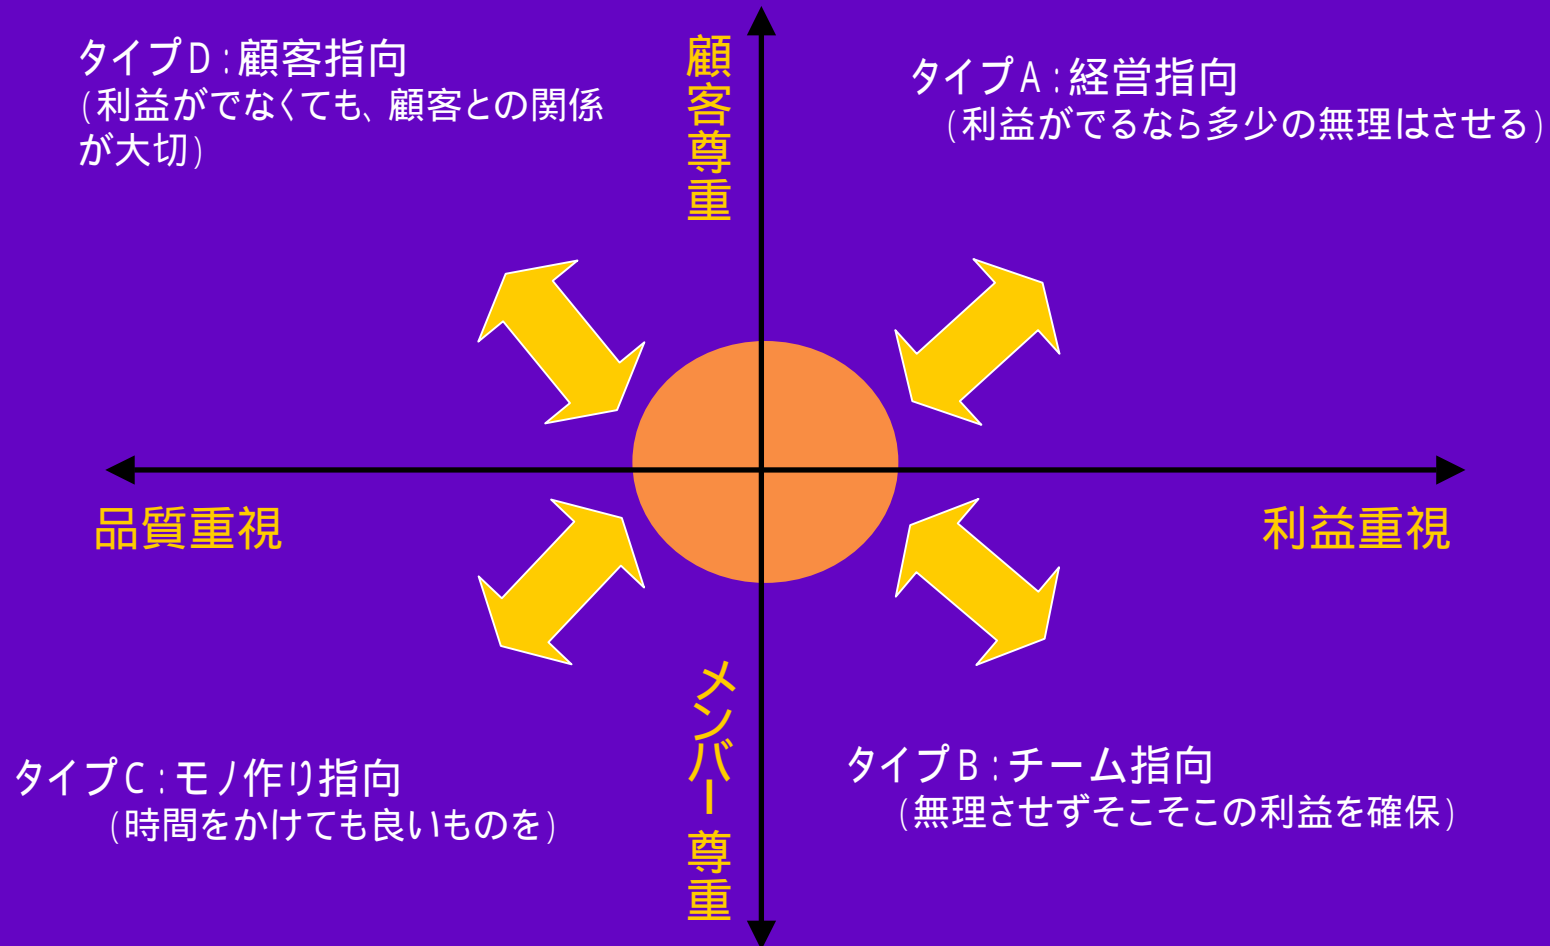 タイプD:顧客指向
(利益がでなくても、顧客との関係
が大切)
顧客尊重
タイプA:経営指向
(利益がでるなら多少の無理はさせる)
品質重視
利益重視
タイプC:モノ作り指向
(時間をかけても良いものを)
メンバー尊重
タイプB:チーム指向
(無理させずそこそこの利益を確保)